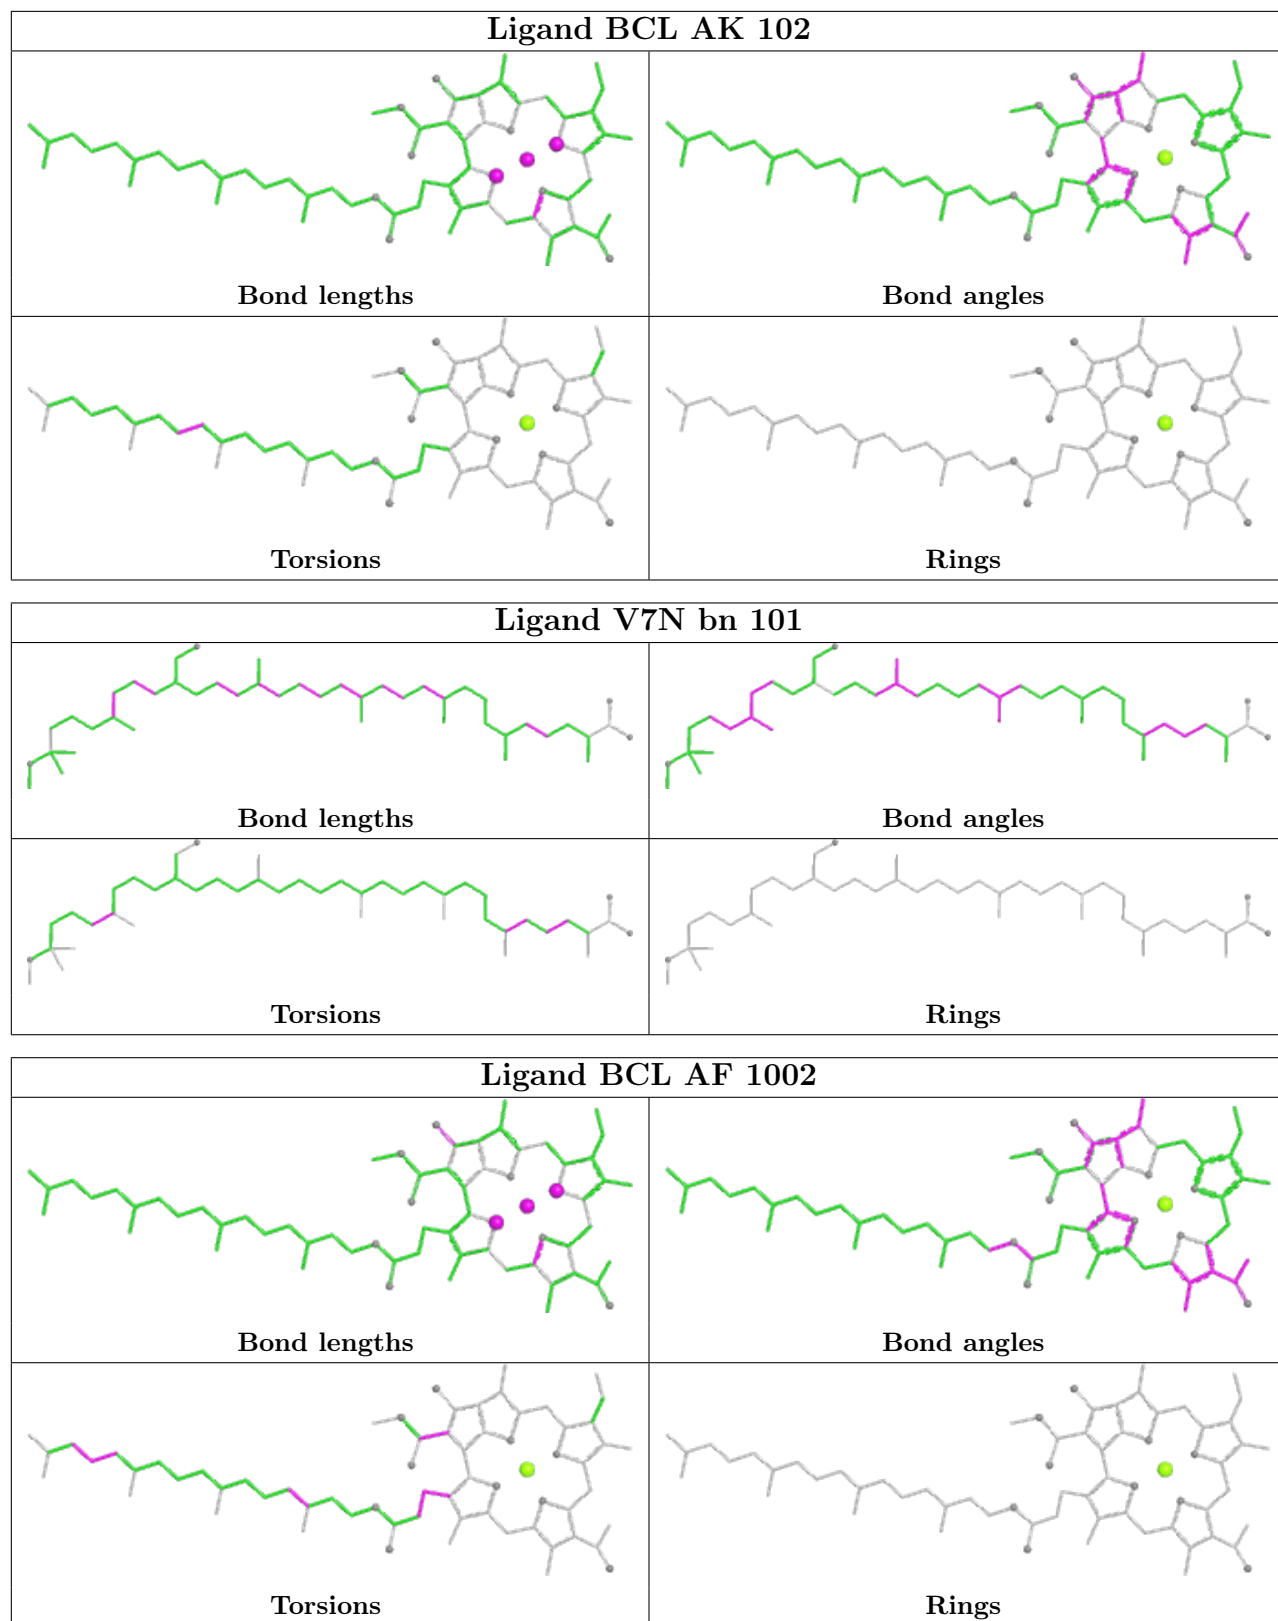 Ligand BCL AK 102
Bond lengths
Bond angles
Torsions
Rings
Ligand V7N bn 101
Bond lengths
Bond angles
Torsions
Rings
Ligand BCL AF 1002
Bond lengths
Bond angles
Torsions
Rings